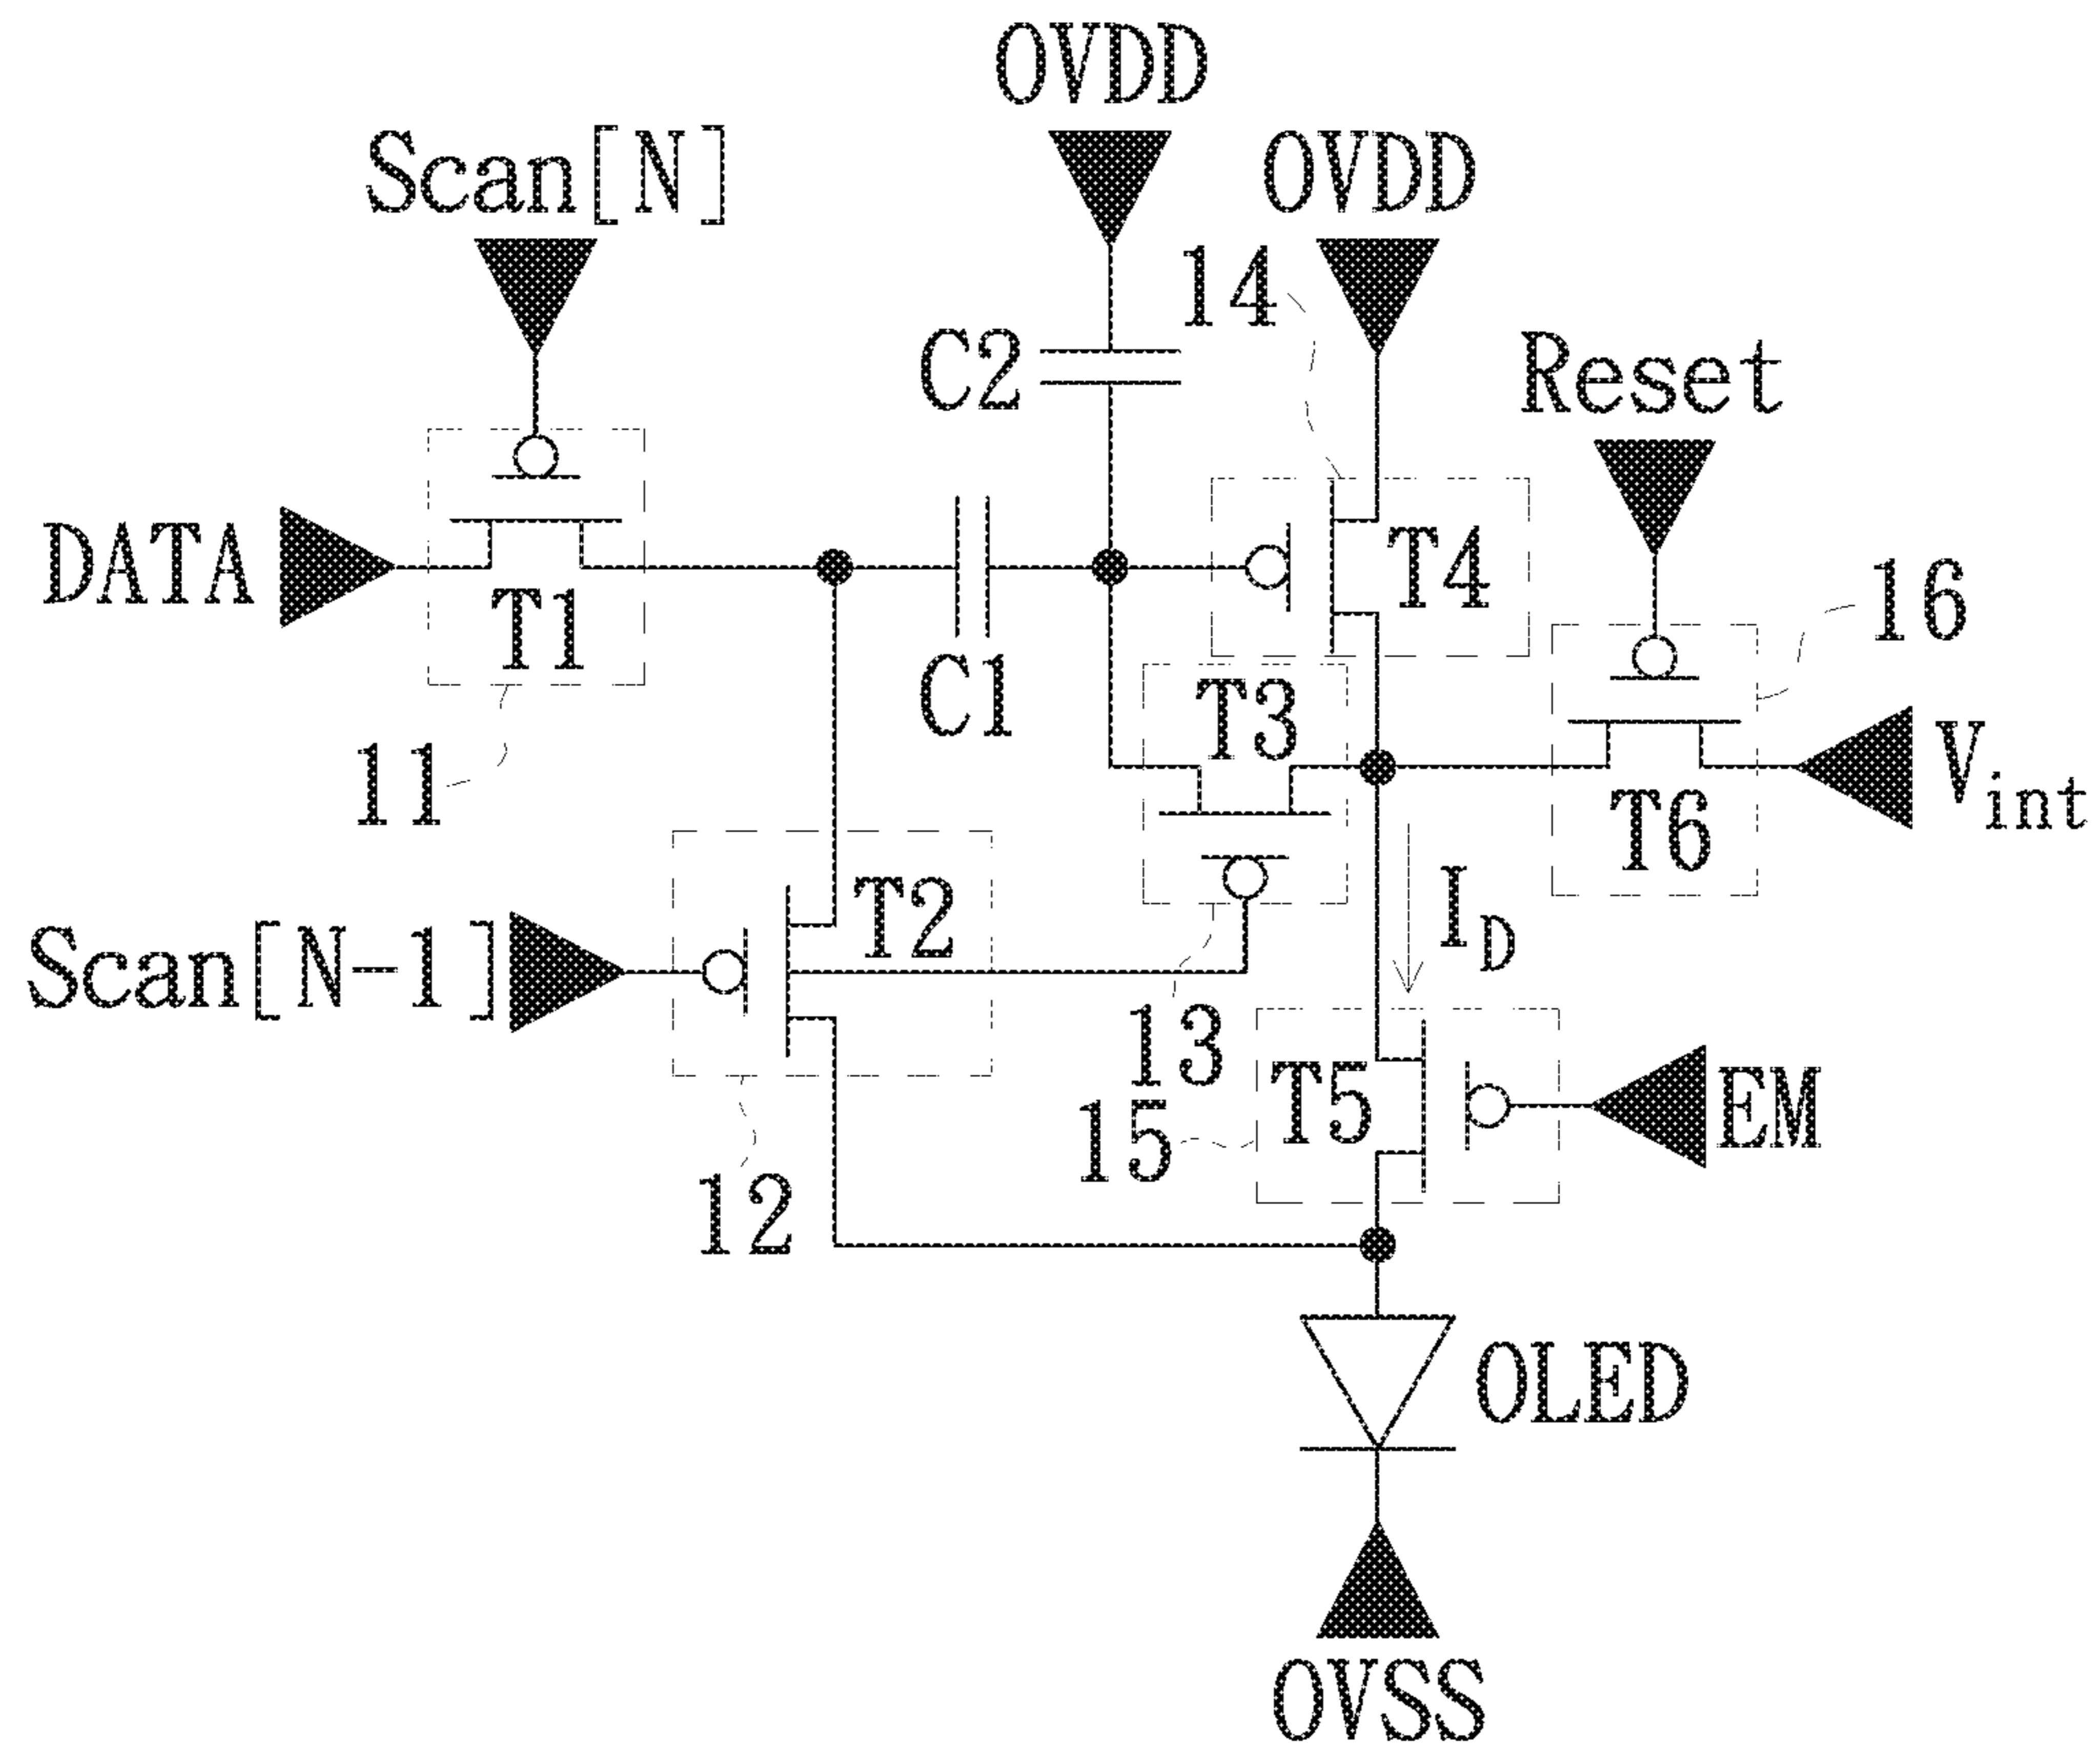 OVDD
Scan[N]
OVDD
14
C2
Reset
DATA
T1
T4
16
C1
T3
11
Vint
T6
T2
ID
Scan[N-1]
13
T5
EM
15
12
OLED
OVSS